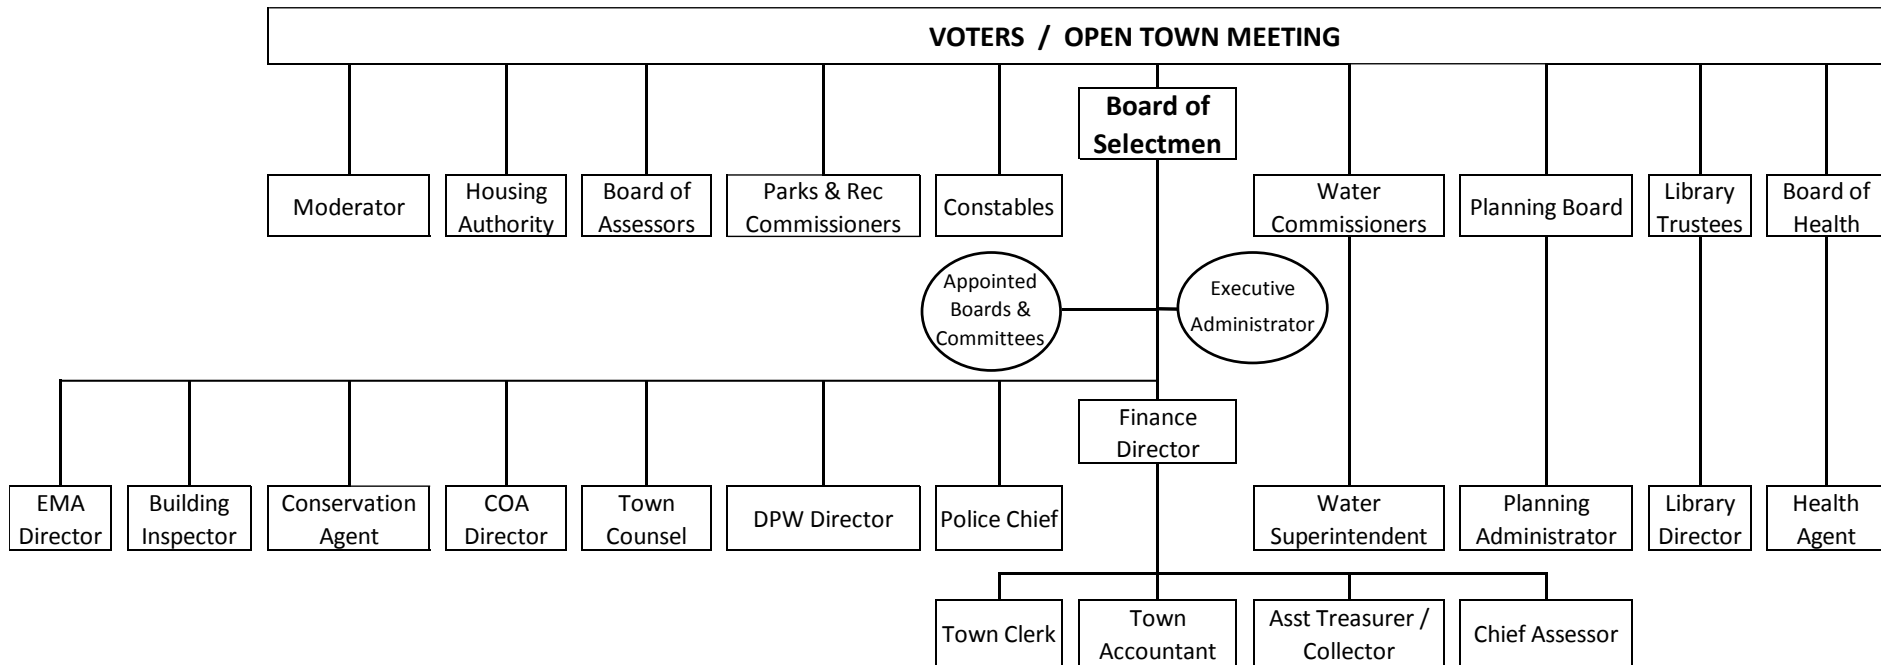 VOTERS / OPEN TOWN MEETING
Board of
Selectmen
Moderator
Housing
Authority
Board of
Assessors
Parks & Rec
Commissioners
Constables
Water
Commissioners
Planning Board
Library
Trustees
Board of
Health
Appointed
Boards &
Committees
Executive
Administrator
Finance
Director
EMA
Director
Building
Inspector
Conservation
Agent
COA
Director
Town
Counsel
DPW Director
Police Chief
Water
Superintendent
Planning
Administrator
Library
Director
Health
Agent
Town Clerk
Town
Accountant
Asst Treasurer /
Collector
Chief Assessor